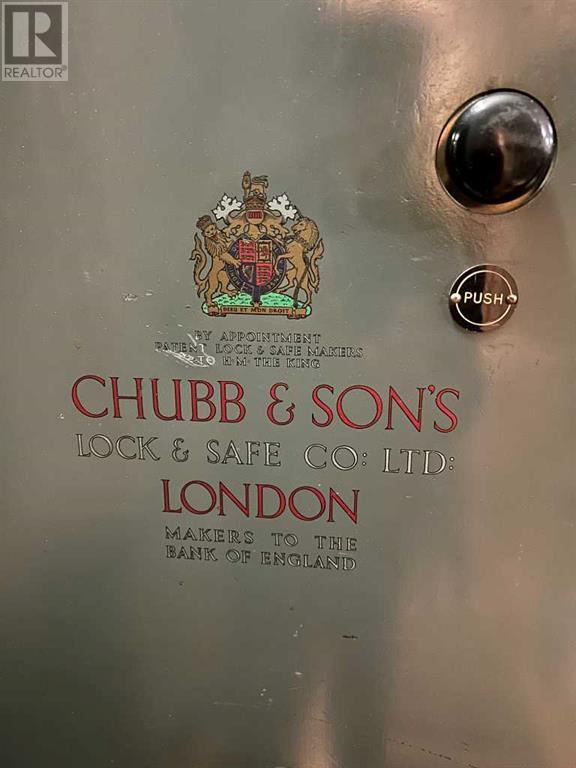 REALTOR®
DIEU ET MON DROIT
PUSH
BY APPOINTMENT
PATENT LOCK & SAFE MAKERS
TO H·M·THE KING
CHUBB & SON'S
LOCK & SAFE CO: LTD:
LONDON
MAKERS TO THE
BANK OF ENGLAND